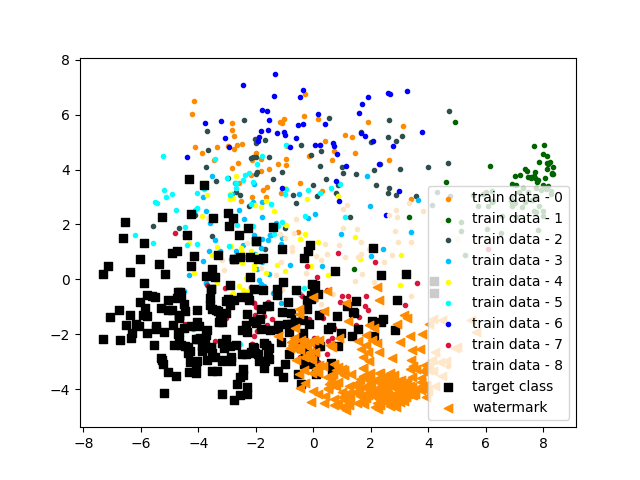 8
6
4
2
0
−2
−4
train data - 0
train data - 1
train data - 2
train data - 3
train data - 4
train data - 5
train data - 6
train data - 7
train data - 8
target class
watermark
−8 −6 −4 −2 0 2 4 6 8